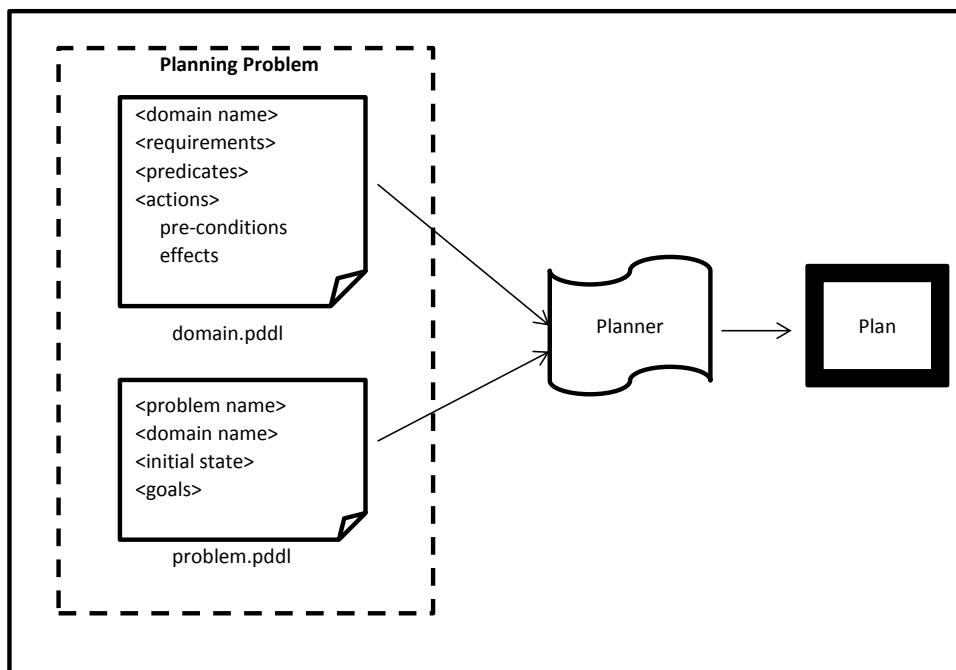 Planning Problem
<domain name>
<requirements>
<predicates>
<actions>
pre-conditions
effects
domain.pddl
<problem name>
<domain name>
<initial state>
<goals>
problem.pddl
Planner
Plan